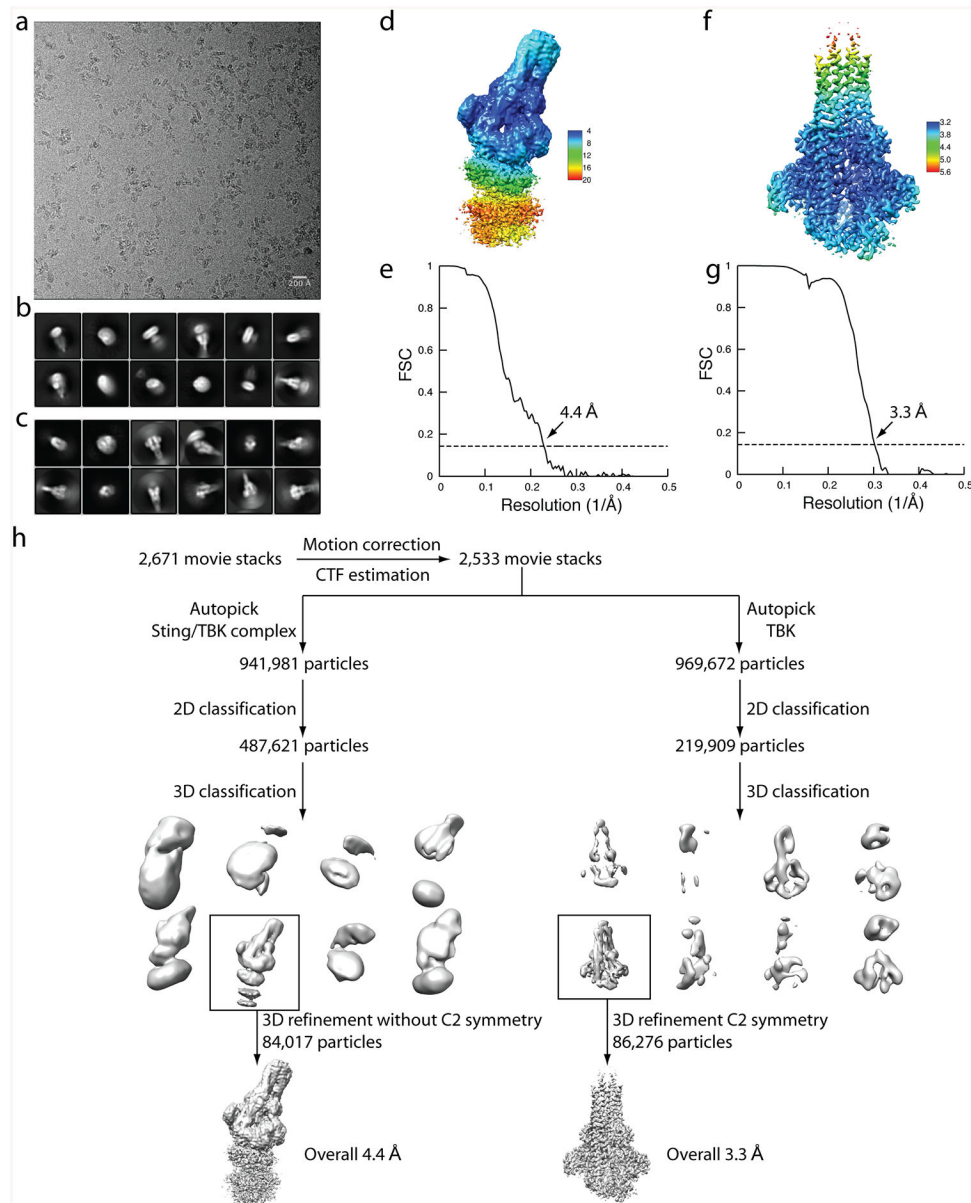 a
200 Å
b
c
d
4
8
12
16
20
e
1
0.8
0.6
0.4
0.2
0
FSC
4.4 Å
0 0.1 0.2 0.3 0.4 0.5
Resolution (1/Å)
f
3.2
3.8
4.4
5.0
5.6
g
1
0.8
0.6
0.4
0.2
0
FSC
3.3 Å
0 0.1 0.2 0.3 0.4 0.5
Resolution (1/Å)
h
2,671 movie stacks
Motion correction
CTF estimation
2,533 movie stacks
Autopick
Sting/TBK complex
941,981 particles
2D classification
487,621 particles
3D classification
3D refinement without C2 symmetry
84,017 particles
Overall 4.4 Å
Autopick
TBK
969,672 particles
2D classification
219,909 particles
3D classification
3D refinement C2 symmetry
86,276 particles
Overall 3.3 Å